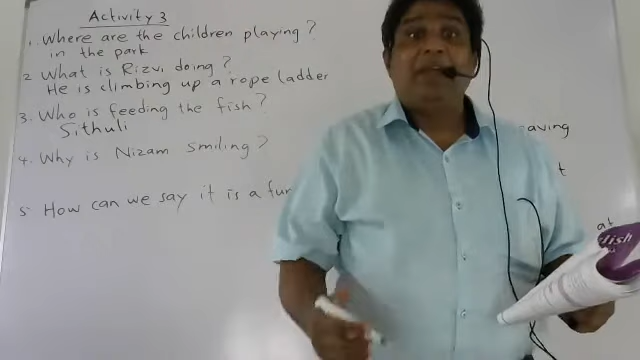 Activity 3
1. Where are the children playing?
in the park
2 What is Rizvi doing?
He is climbing up a rope ladder
3. Who is feeding the fish?
Sithuli
4. Why is Nizam smiling?
5 How can we say it is a fun
eaving
t
at
lish